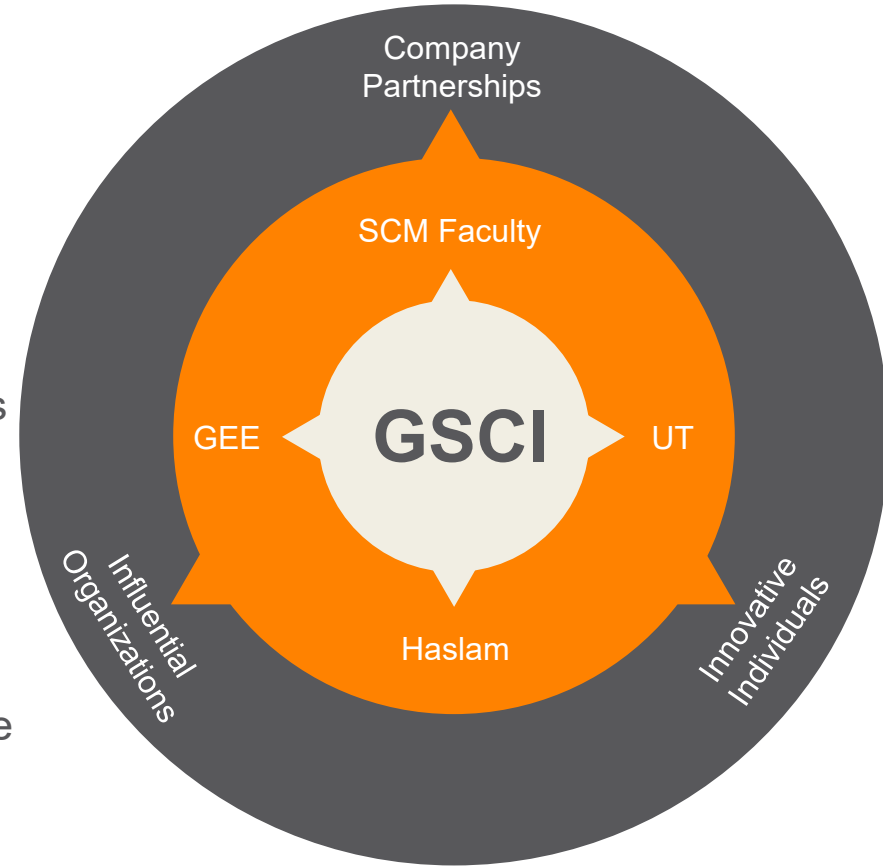 Company
Partnerships
SCM Faculty
GEE
GSCI
UT
Influential
Organizations
Haslam
Innovative
Individuals